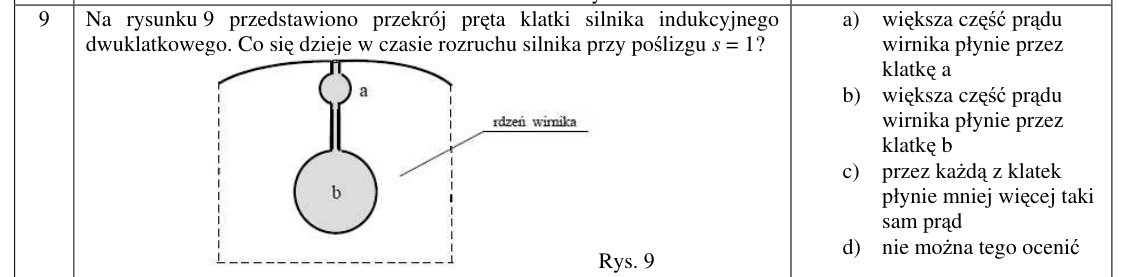 9
Na rysunku 9 przedstawiono przekrój pręta klatki silnika indukcyjnego
dwuklatkowego. Co się dzieje w czasie rozruchu silnika przy poślizgu s = 1?
a
rdzeń wirnika
b
Rys. 9
a) większa część prądu
wirnika płynie przez
klatkę a
b) większa część prądu
wirnika płynie przez
klatkę b
c) przez każdą z klatek
płynie mniej więcej taki
sam prąd
d) nie można tego ocenić